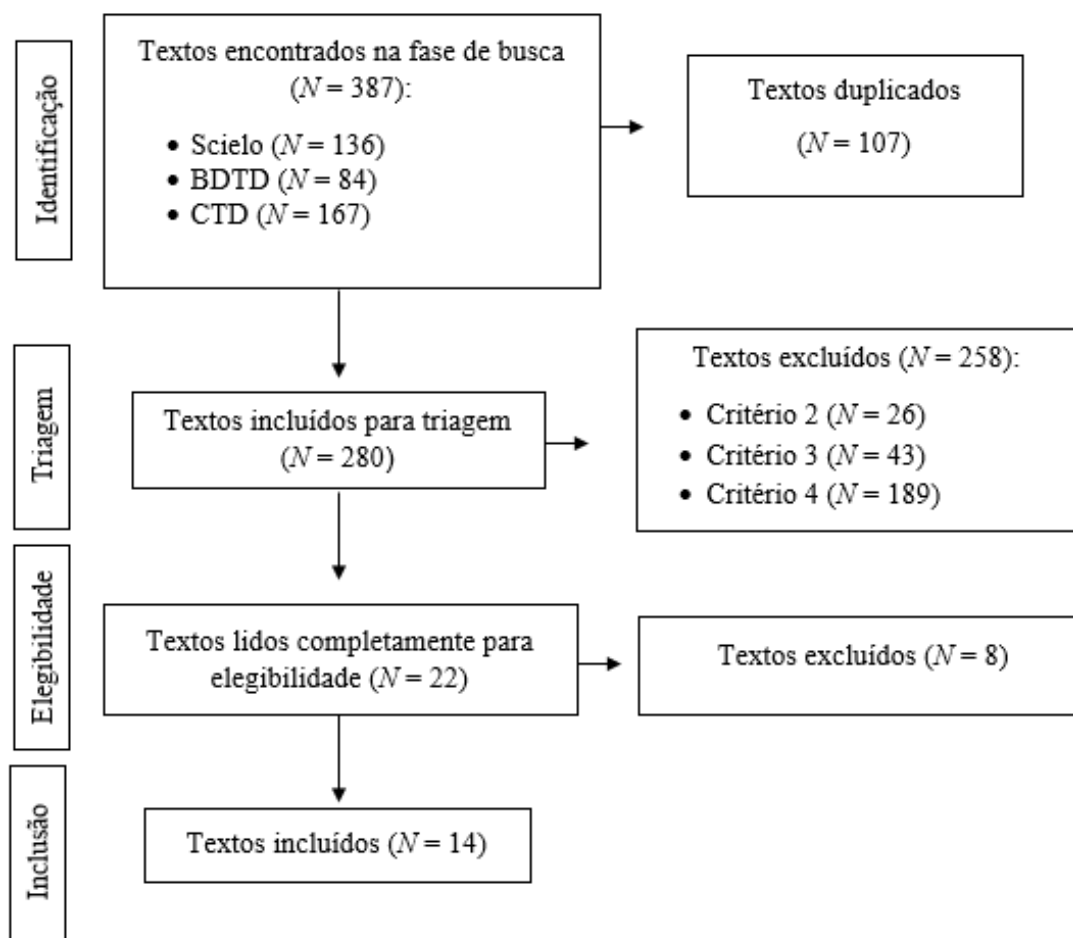 Identificação
Textos encontrados na fase de busca
(N = 387):
• Scielo (N = 136)
• BDTD (N = 84)
• CTD (N = 167)
Textos duplicados
(N = 107)
Triagem
Textos incluídos para triagem
(N = 280)
Textos excluídos (N = 258):
• Critério 2 (N = 26)
• Critério 3 (N = 43)
• Critério 4 (N = 189)
Elegibilidade
Textos lidos completamente para
elegibilidade (N = 22)
Textos excluídos (N = 8)
Inclusão
Textos incluídos (N = 14)